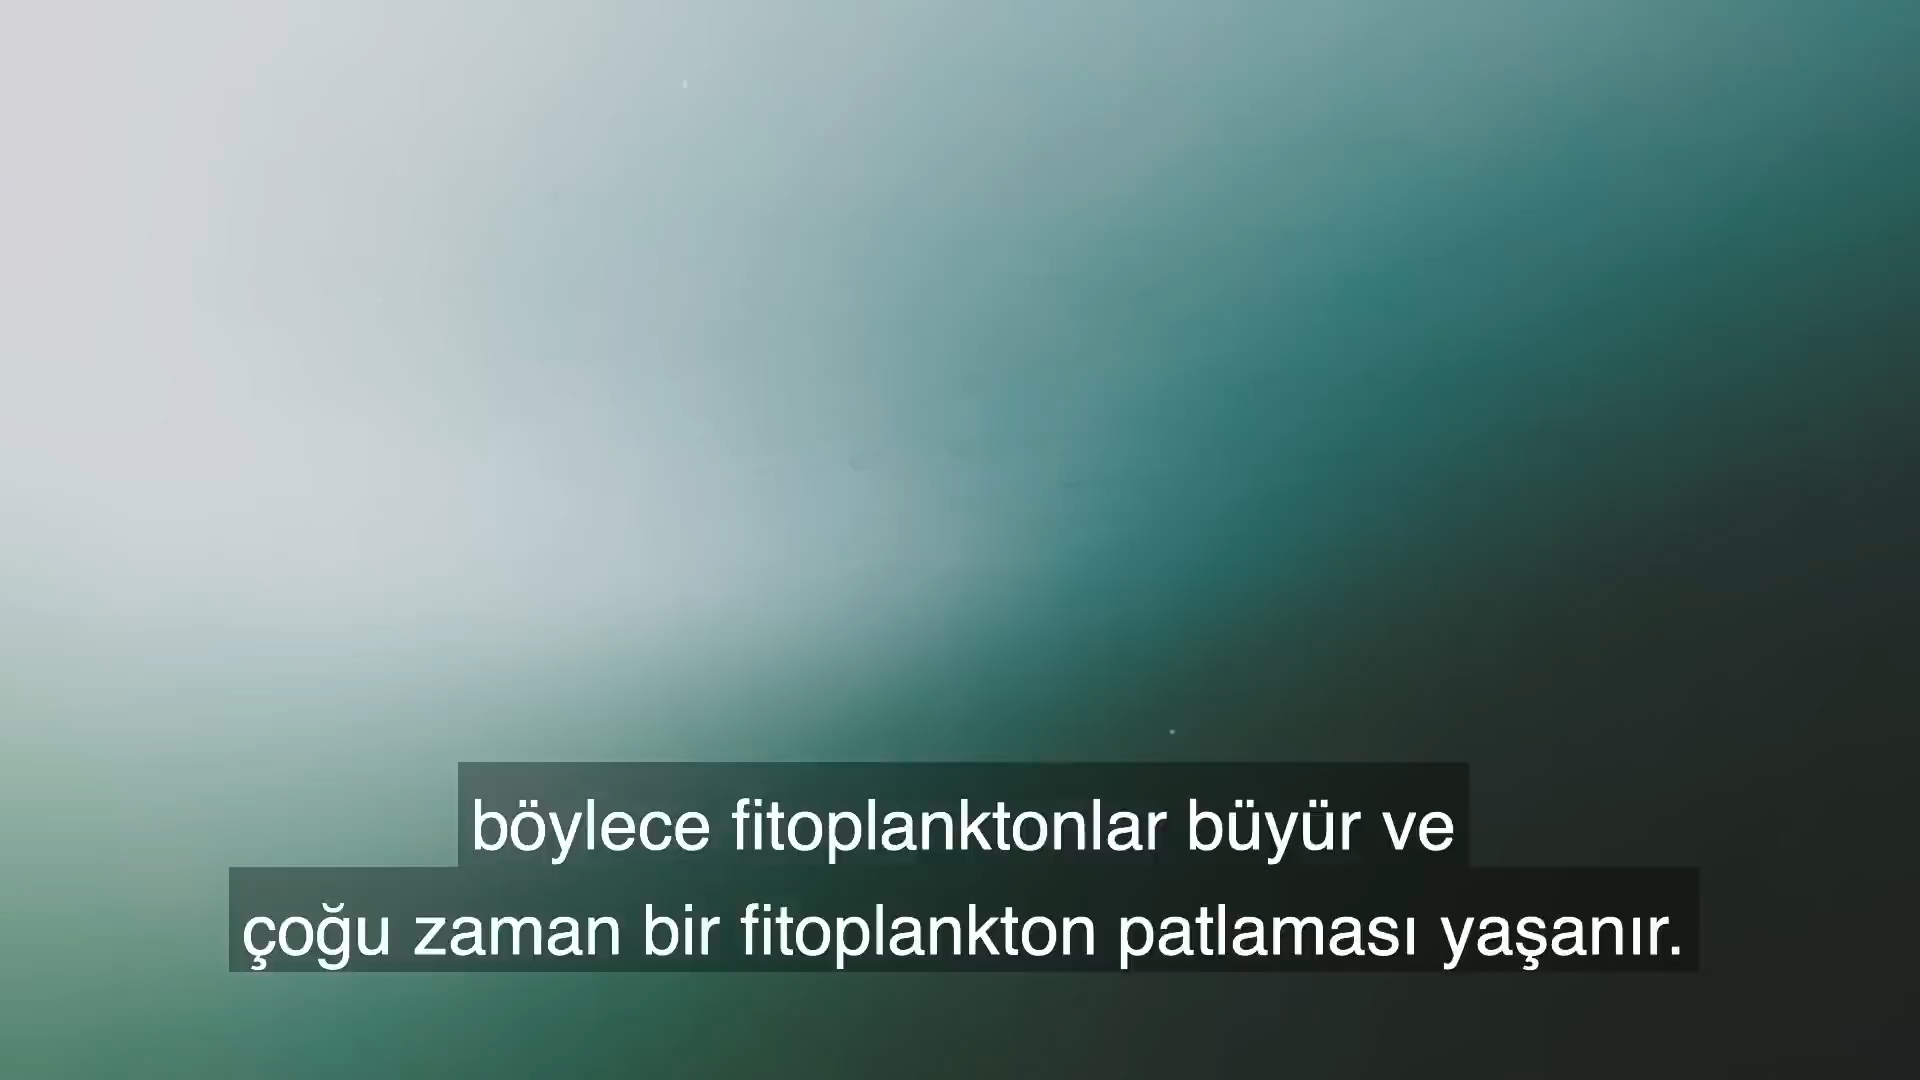 böylece fitoplanktonlar büyür ve
çoğu zaman bir fitoplankton patlaması yaşanır.